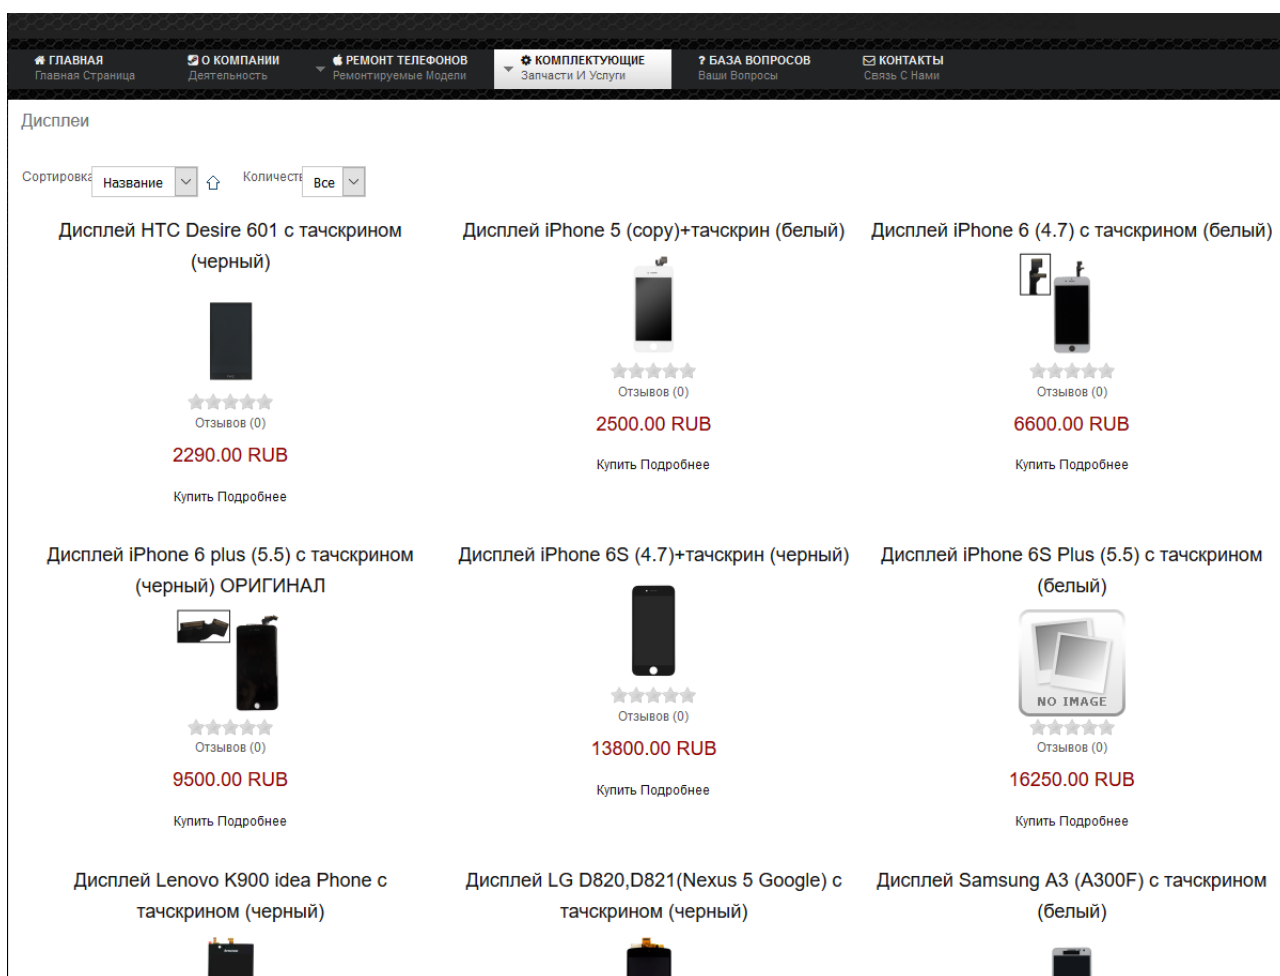 ГЛАВНАЯ
Главная Страница
О КОМПАНИИ
Деятельность
РЕМОНТ ТЕЛЕФОНОВ
Ремонтируемые Модели
КОМПЛЕКТУЮЩИЕ
Запчасти И Услуги
? БАЗА ВОПРОСОВ
Ваши Вопросы
КОНТАКТЫ
Связь С Нами
Дисплеи
Сортировка Название Количеств Все
Дисплей HTC Desire 601 с тачскрином
(черный)
Отзывов (0)
2290.00 RUB
Купить Подробнее
Дисплей iPhone 5 (copy)+тачскрин (белый)
Отзывов (0)
2500.00 RUB
Купить Подробнее
Дисплей iPhone 6 (4.7) с тачскрином (белый)
Отзывов (0)
6600.00 RUB
Купить Подробнее
Дисплей iPhone 6 plus (5.5) с тачскрином
(черный) ОРИГИНАЛ
Отзывов (0)
9500.00 RUB
Купить Подробнее
Дисплей iPhone 6S (4.7)+тачскрин (черный)
Отзывов (0)
13800.00 RUB
Купить Подробнее
Дисплей iPhone 6S Plus (5.5) с тачскрином
(белый)
NO IMAGE
Отзывов (0)
16250.00 RUB
Купить Подробнее
Дисплей Lenovo K900 idea Phone с
тачскрином (черный)
Дисплей LG D820,D821(Nexus 5 Google) с
тачскрином (черный)
Дисплей Samsung A3 (A300F) с тачскрином
(белый)